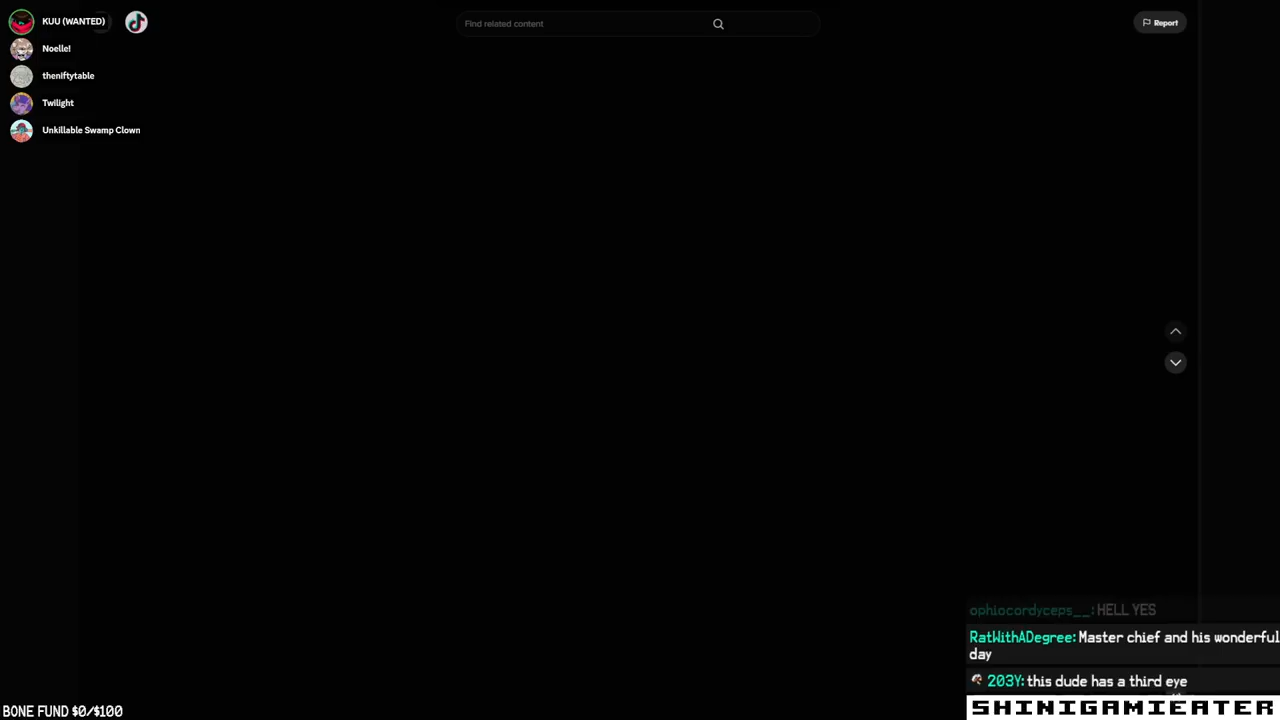 KUU (WANTED)
Find related content
Report
Noelle!
theniftytable
Twilight
Unkillable Swamp Clown
ophiocordyceps__: HELL YES
RatWithADegree: Master chief and his wonderful
day
203Y: this dude has a third eye
BONE FUND $0/$100
SHINIGAMIEATER